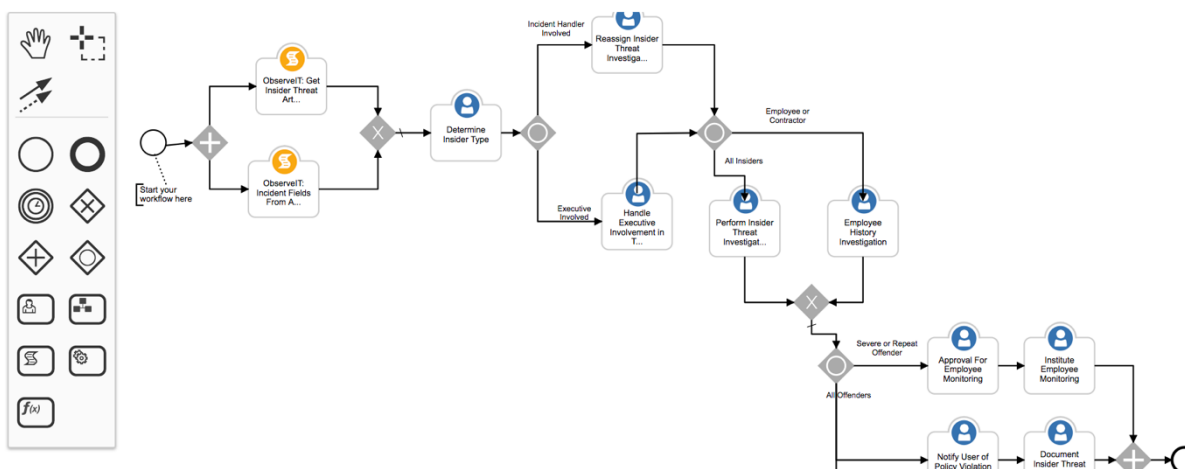 Start your
workflow here
ObserveIT: Get
Insider Threat
Art...
ObserveIT:
Incident Fields
From A...
X
Determine
Insider Type
Incident Handler
Involved
Reassign Insider
Threat
Investiga...
Executive
Involved
Handle
Executive
Involvement in
T...
Employee or
Contractor
All Insiders
Perform Insider
Threat
Investigat...
Employee
History
Investigation
X
Severe or Repeat
Offender
All Offenders
Approval For
Employee
Monitoring
Institute
Employee
Monitoring
Notify User of
Policy Violation
Document
Insider Threat
f(x)